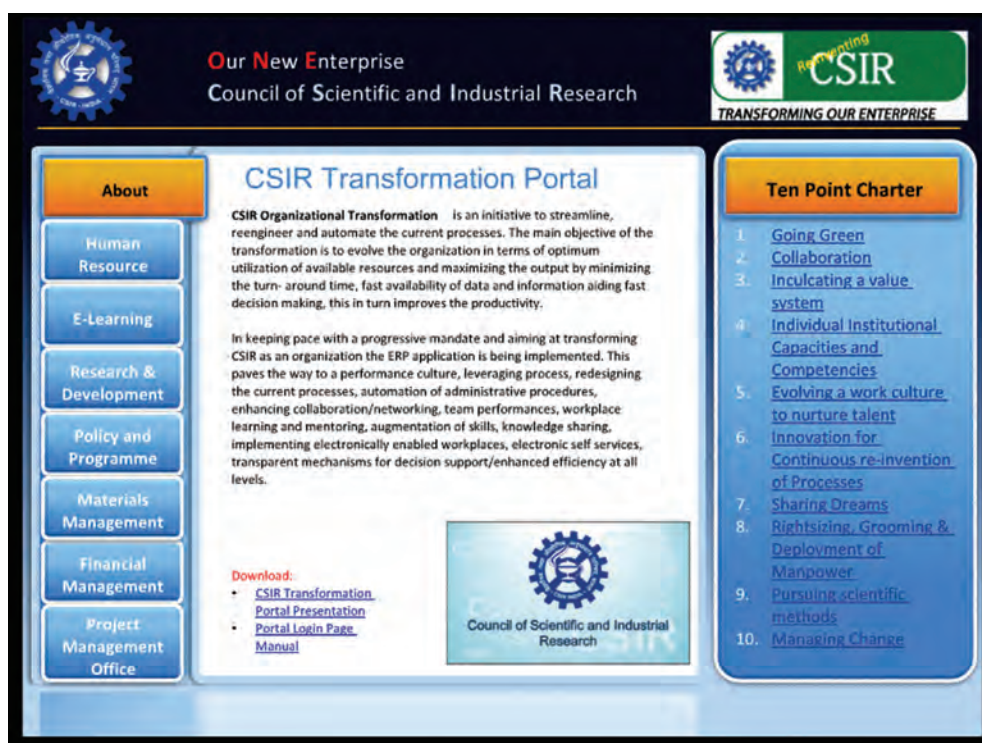 Our New Enterprise
Council of Scientific and Industrial Research
Reinventing
CSIR
TRANSFORMING OUR ENTERPRISE
About
Human
Resource
E-Learning
Research &
Development
Policy and
Programme
Materials
Management
Financial
Management
Project
Management
Office
CSIR Transformation Portal
CSIR Organizational Transformation is an initiative to streamline,
reengineer and automate the current processes. The main objective of the
transformation is to evolve the organization in terms of optimum
utilization of available resources and maximizing the output by minimizing
the turn- around time, fast availability of data and information aiding fast
decision making, this in turn improves the productivity.
In keeping pace with a progressive mandate and aiming at transforming
CSIR as an organization the ERP application is being implemented. This
paves the way to a performance culture, leveraging process, redesigning
the current processes, automation of administrative procedures,
enhancing collaboration/networking, team performances, workplace
learning and mentoring, augmentation of skills, knowledge sharing,
implementing electronically enabled workplaces, electronic self services,
transparent mechanisms for decision support/enhanced efficiency at all
levels.
Download:
• CSIR Transformation
Portal Presentation
• Portal Login Page
Manual
Council of Scientific and Industrial
Research
Ten Point Charter
1. Going Green
2. Collaboration
3. Inculcating a value
system
4. Individual Institutional
Capacities and
Competencies
5. Evolving a work culture
to nurture talent
6. Innovation for
Continuous re-invention
of Processes
7. Sharing Dreams
8. Rightsizing, Grooming &
Deployment of
Manpower
9. Pursuing scientific
methods
10. Managing Change